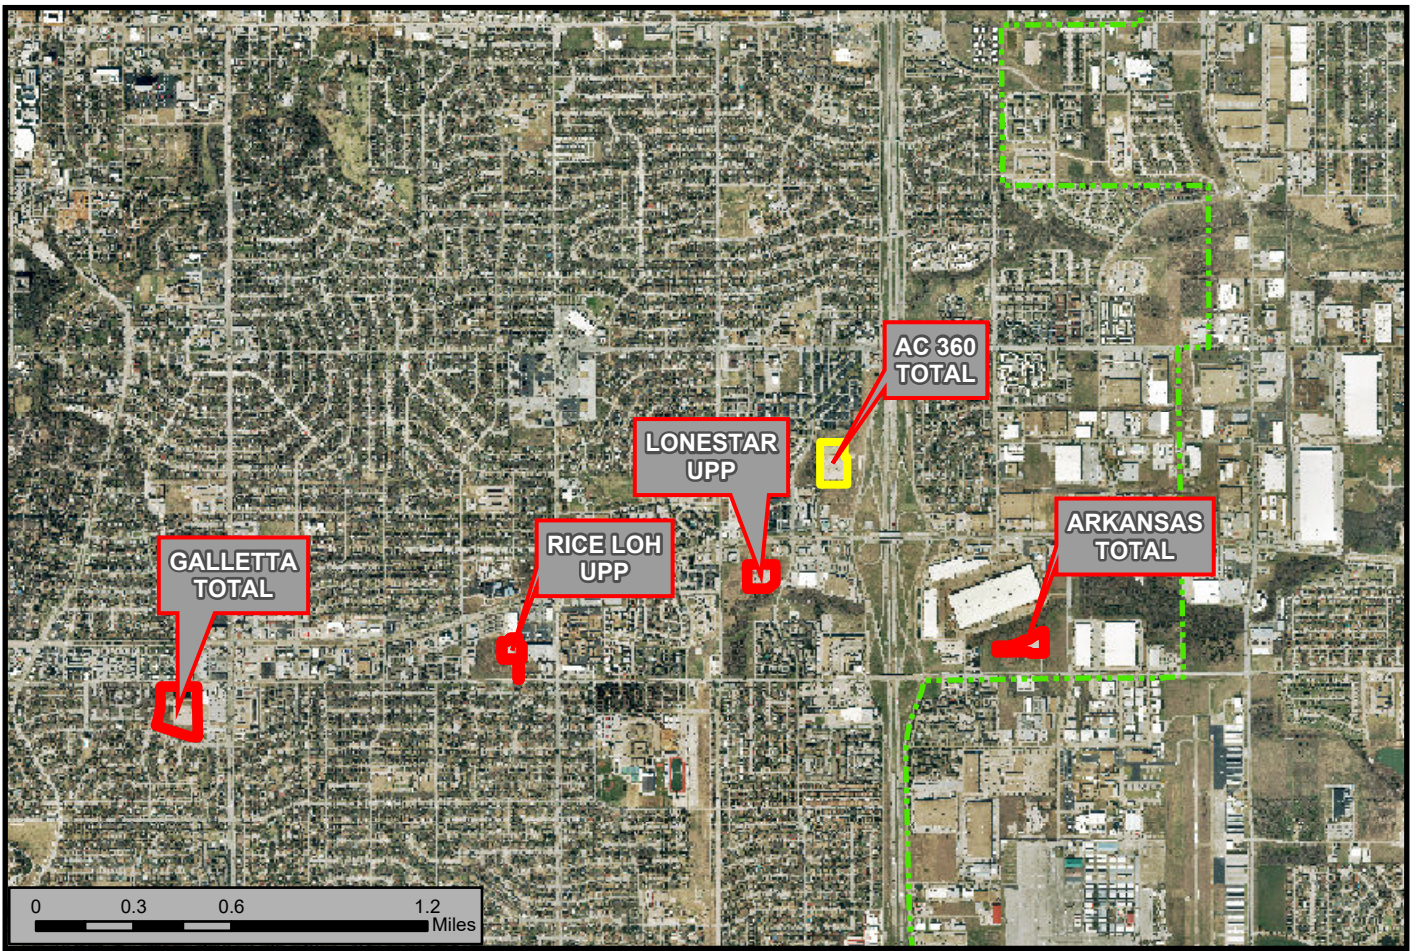 AC 360
TOTAL
LONESTAR
UPP
ARKANSAS
TOTAL
RICE LOH
UPP
GALLETTA
TOTAL
0 0.3 0.6 1.2
Miles